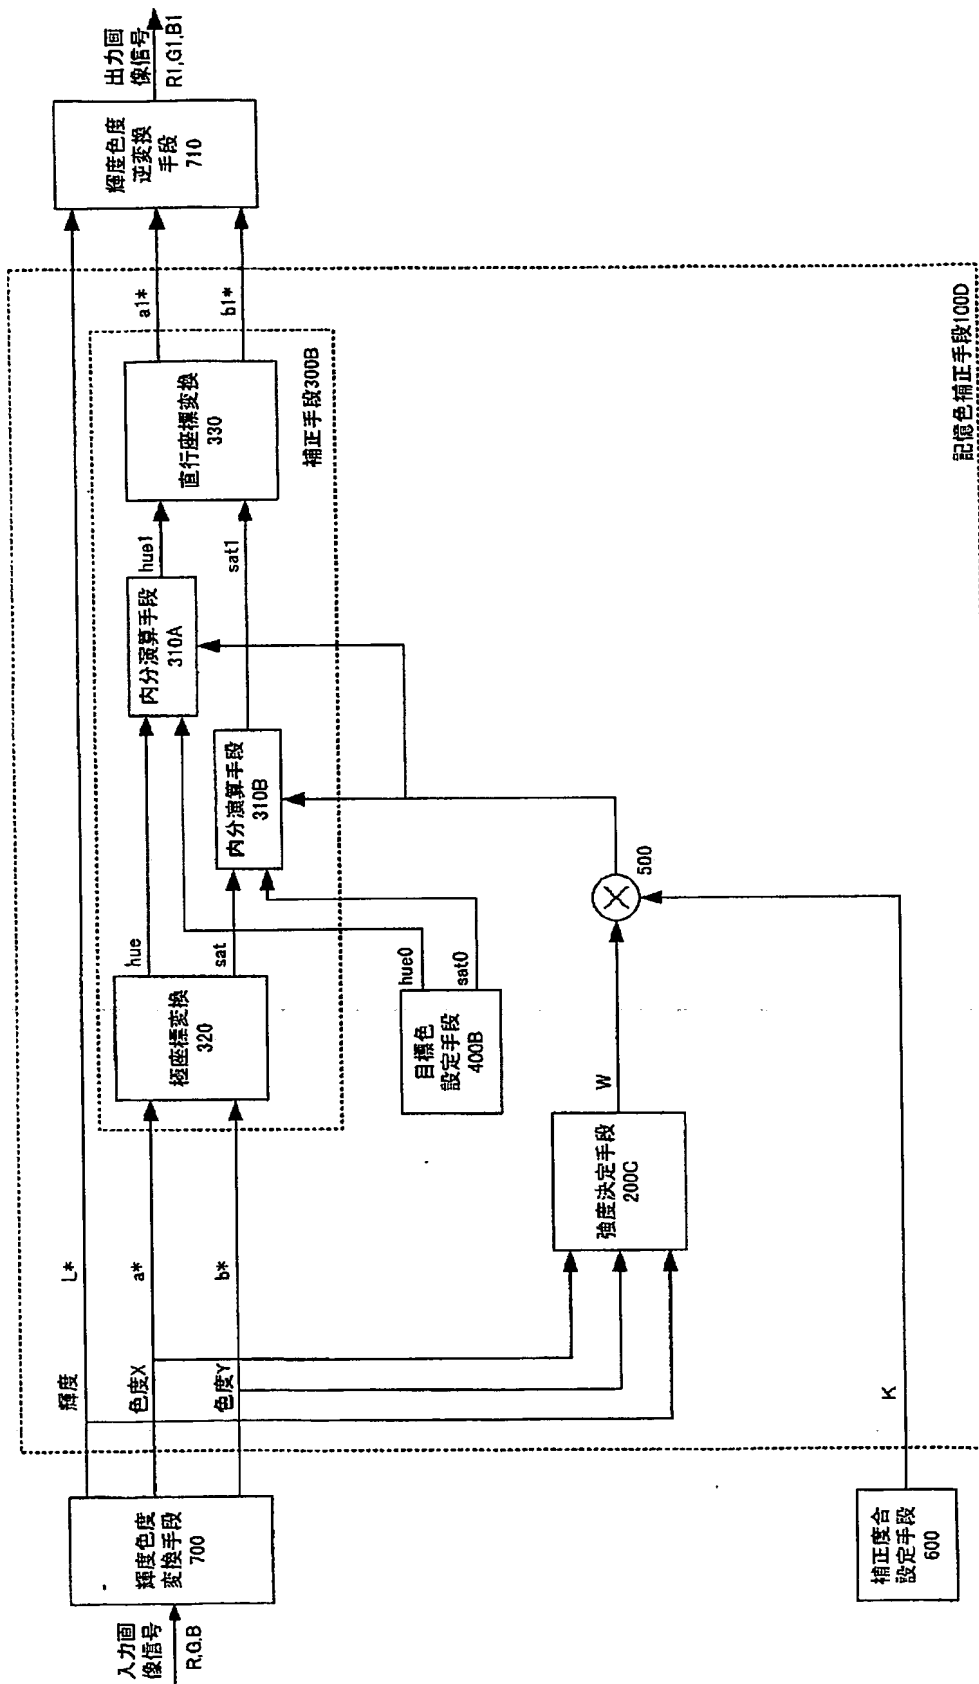 入力画
像信号
R,G,B
輝度色度
変換手段
700
輝度
L*
色度X
a*
色度Y
b*
極座標変換
320
hue
sat
内分演算手段
310A
hue1
内分演算手段
310B
sat1
直行座標変換
330
補正手段300B
a1*
b1*
輝度色度
逆変換
手段
710
出力画
像信号
R1,G1,B1
目標色
設定手段
400B
hue0
sat0
強度決定手段
200C
W
500
補正度合
設定手段
600
K
記憶色補正手段100D